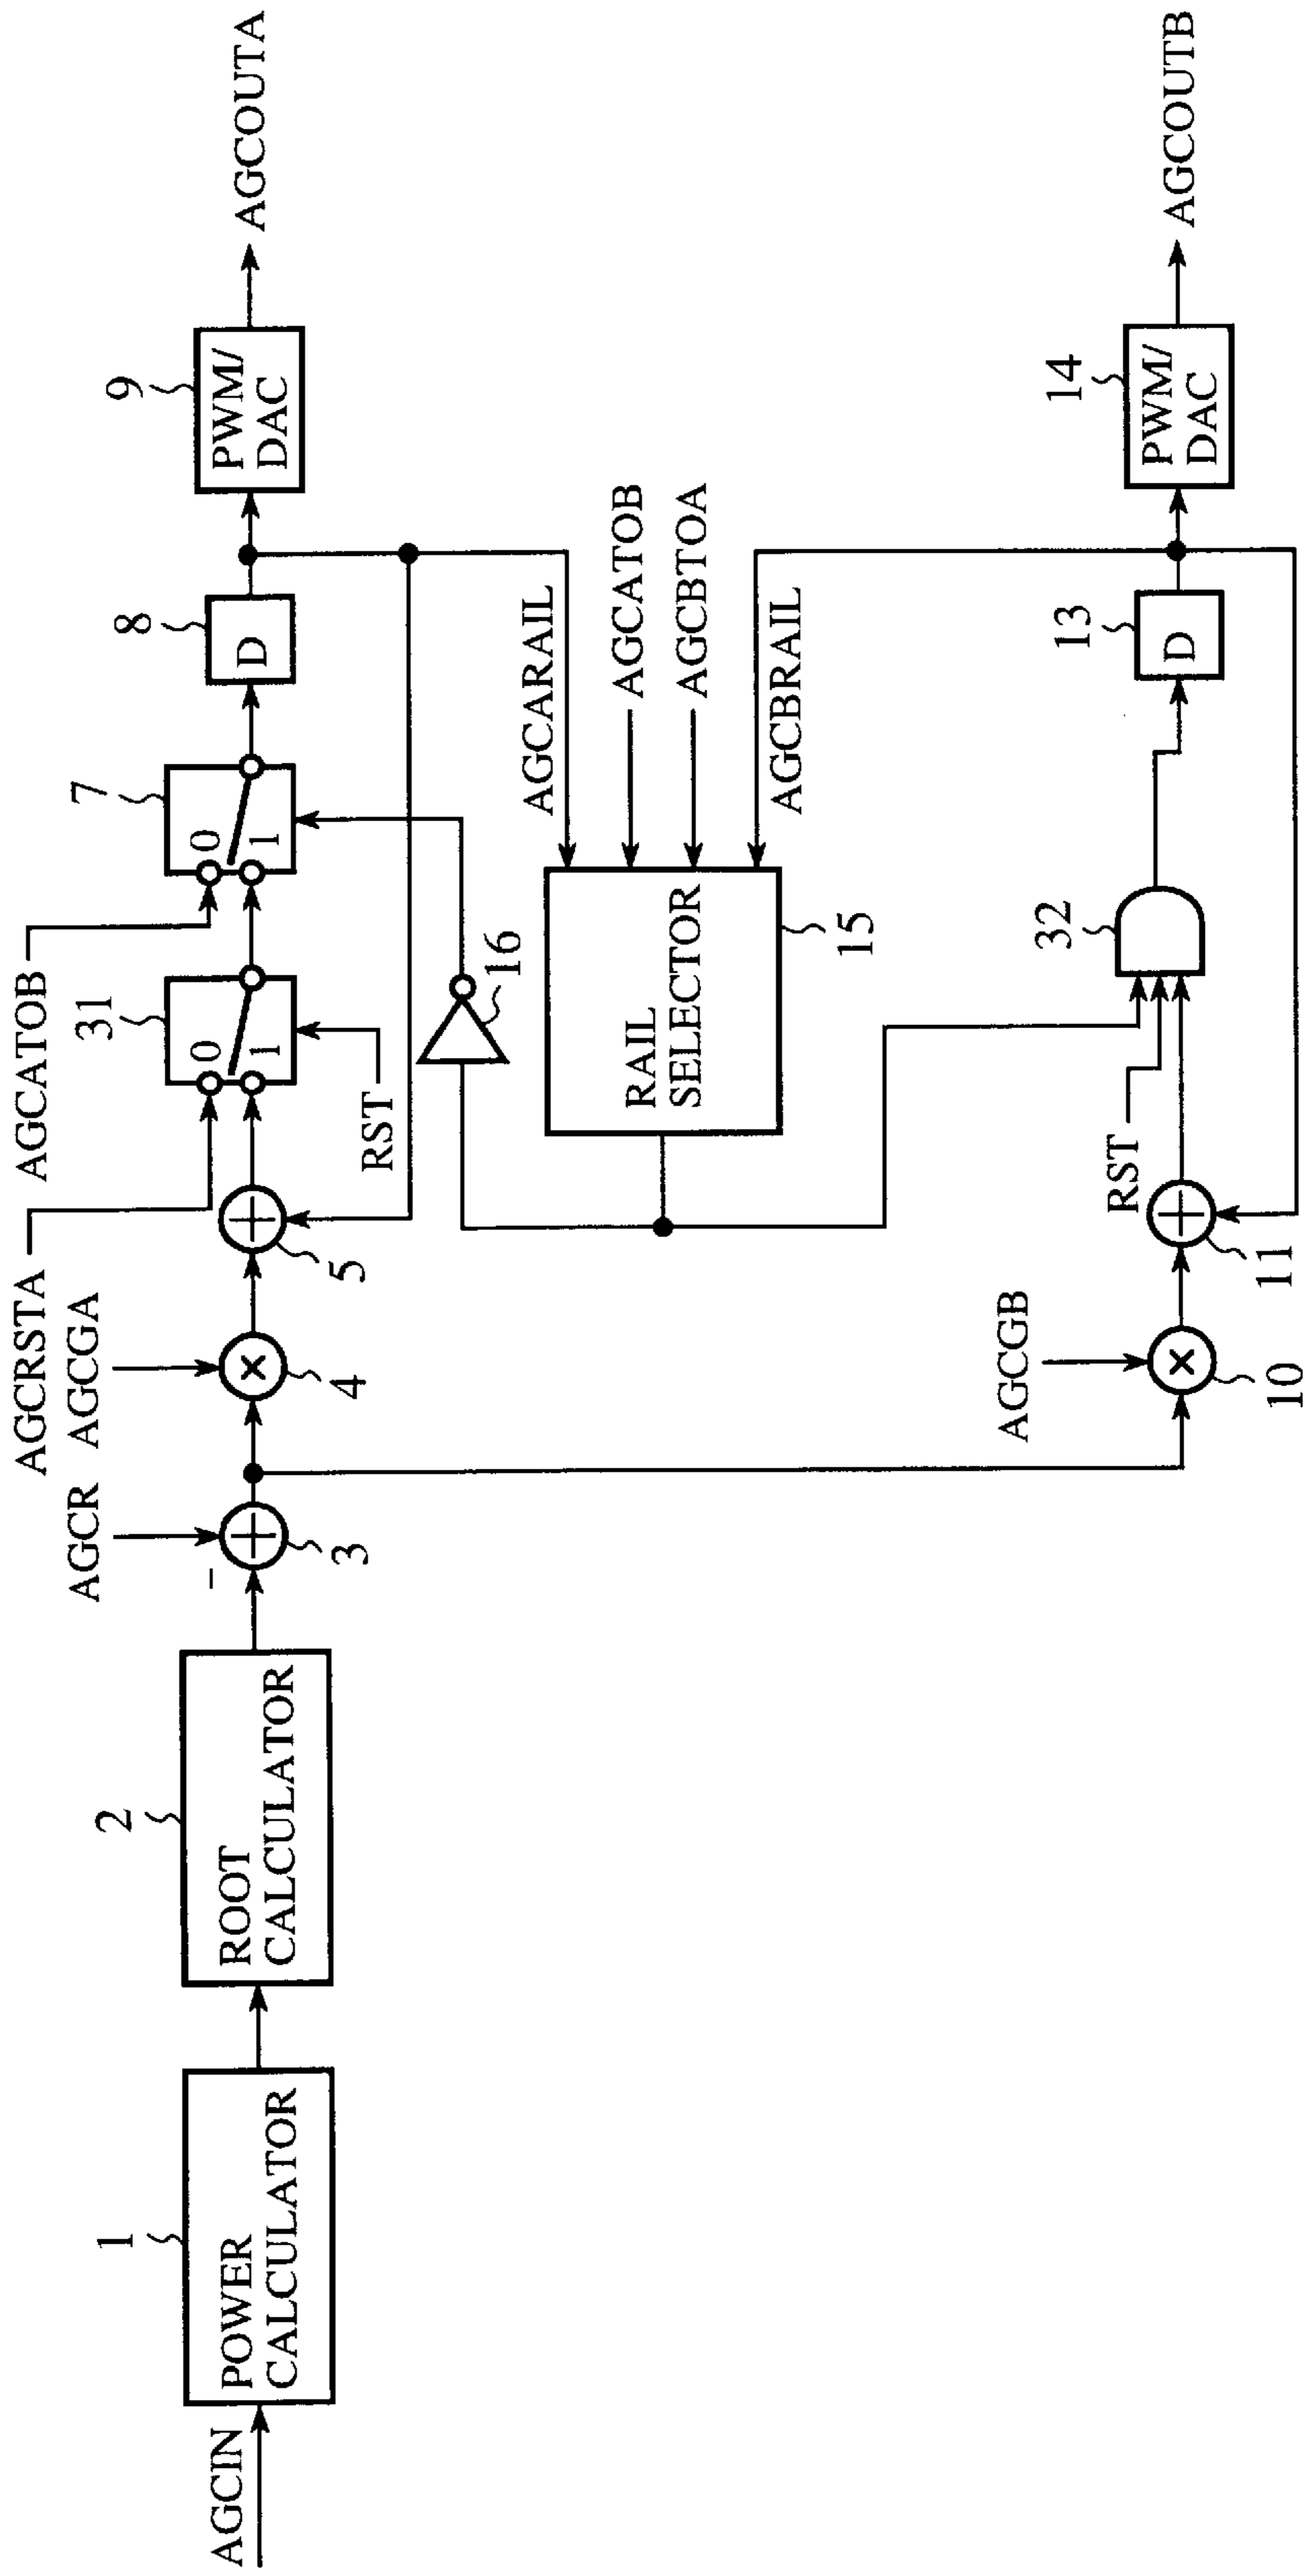 AGCIN
1
POWER
CALCULATOR
2
ROOT
CALCULATOR
AGCR
–
3
AGCGA
×
4
AGCRSTA
+
5
AGCATOB
31
0
1
RST
7
0
1
8
D
9
PWM/
DAC
AGCOUTA
16
RAIL
SELECTOR
15
AGCARAIL
AGCATOB
AGCBTOA
AGCBRAIL
AGCGB
×
10
+
11
RST
32
13
D
14
PWM/
DAC
AGCOUTB